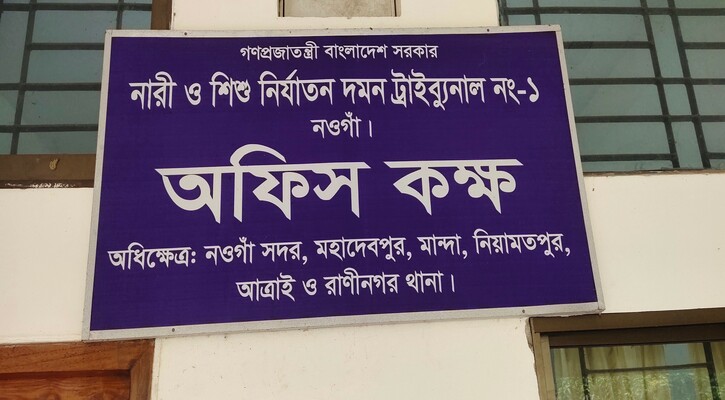 গণপ্রজাতন্ত্রী বাংলাদেশ সরকার
নারী ও শিশু নির্যাতন দমন ট্রাইব্যুনাল নং-১
নওগাঁ।
অফিস কক্ষ
অধিক্ষেত্র: নওগাঁ সদর, মহাদেবপুর, মান্দা, নিয়ামতপুর,
আত্রাই ও রাণীনগর থানা।